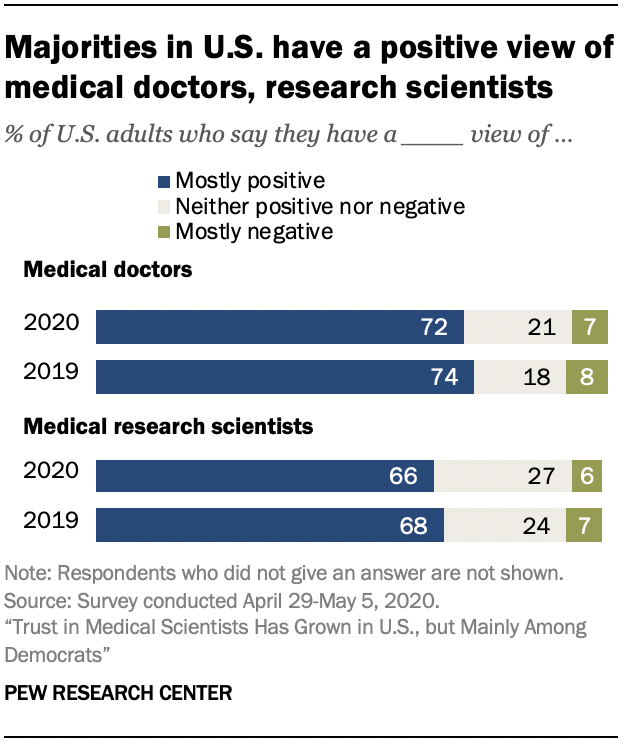 Majorities in U.S. have a positive view of
medical doctors, research scientists
% of U.S. adults who say they have a _____ view of ...
Mostly positive
Neither positive nor negative
Mostly negative
Medical doctors
2020 72 21 7
2019 74 18 8
Medical research scientists
2020 66 27 6
2019 68 24 7
Note: Respondents who did not give an answer are not shown.
Source: Survey conducted April 29-May 5, 2020.
“Trust in Medical Scientists Has Grown in U.S., but Mainly Among
Democrats”
PEW RESEARCH CENTER